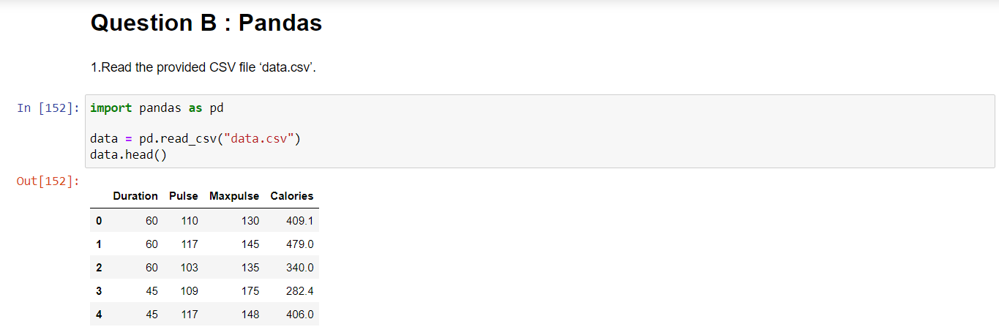 Question B : Pandas
1.Read the provided CSV file ‘data.csv’.
In [152]: import pandas as pd
data = pd.read_csv("data.csv")
data.head()
Out[152]:
Duration Pulse Maxpulse Calories
0 60 110 130 409.1
1 60 117 145 479.0
2 60 103 135 340.0
3 45 109 175 282.4
4 45 117 148 406.0